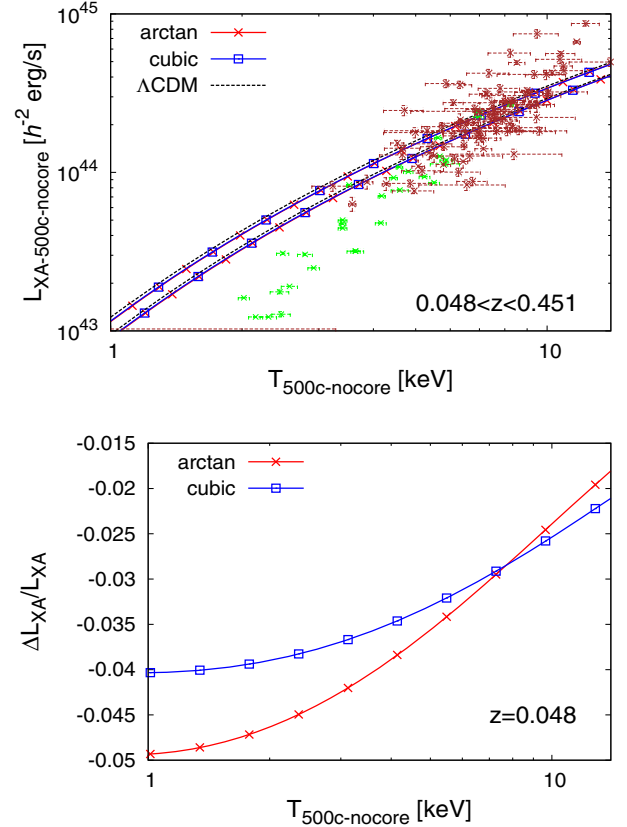 10^45
arctan
cubic
ΛCDM
L_XA-500c-nocore [h^-2 erg/s]
10^44
0.048<z<0.451
10^43
1
10
T_500c-nocore [keV]
-0.015
arctan
cubic
-0.02
-0.025
-0.03
ΔL_XA/L_XA
-0.035
-0.04
-0.045
z=0.048
-0.05
1
10
T_500c-nocore [keV]